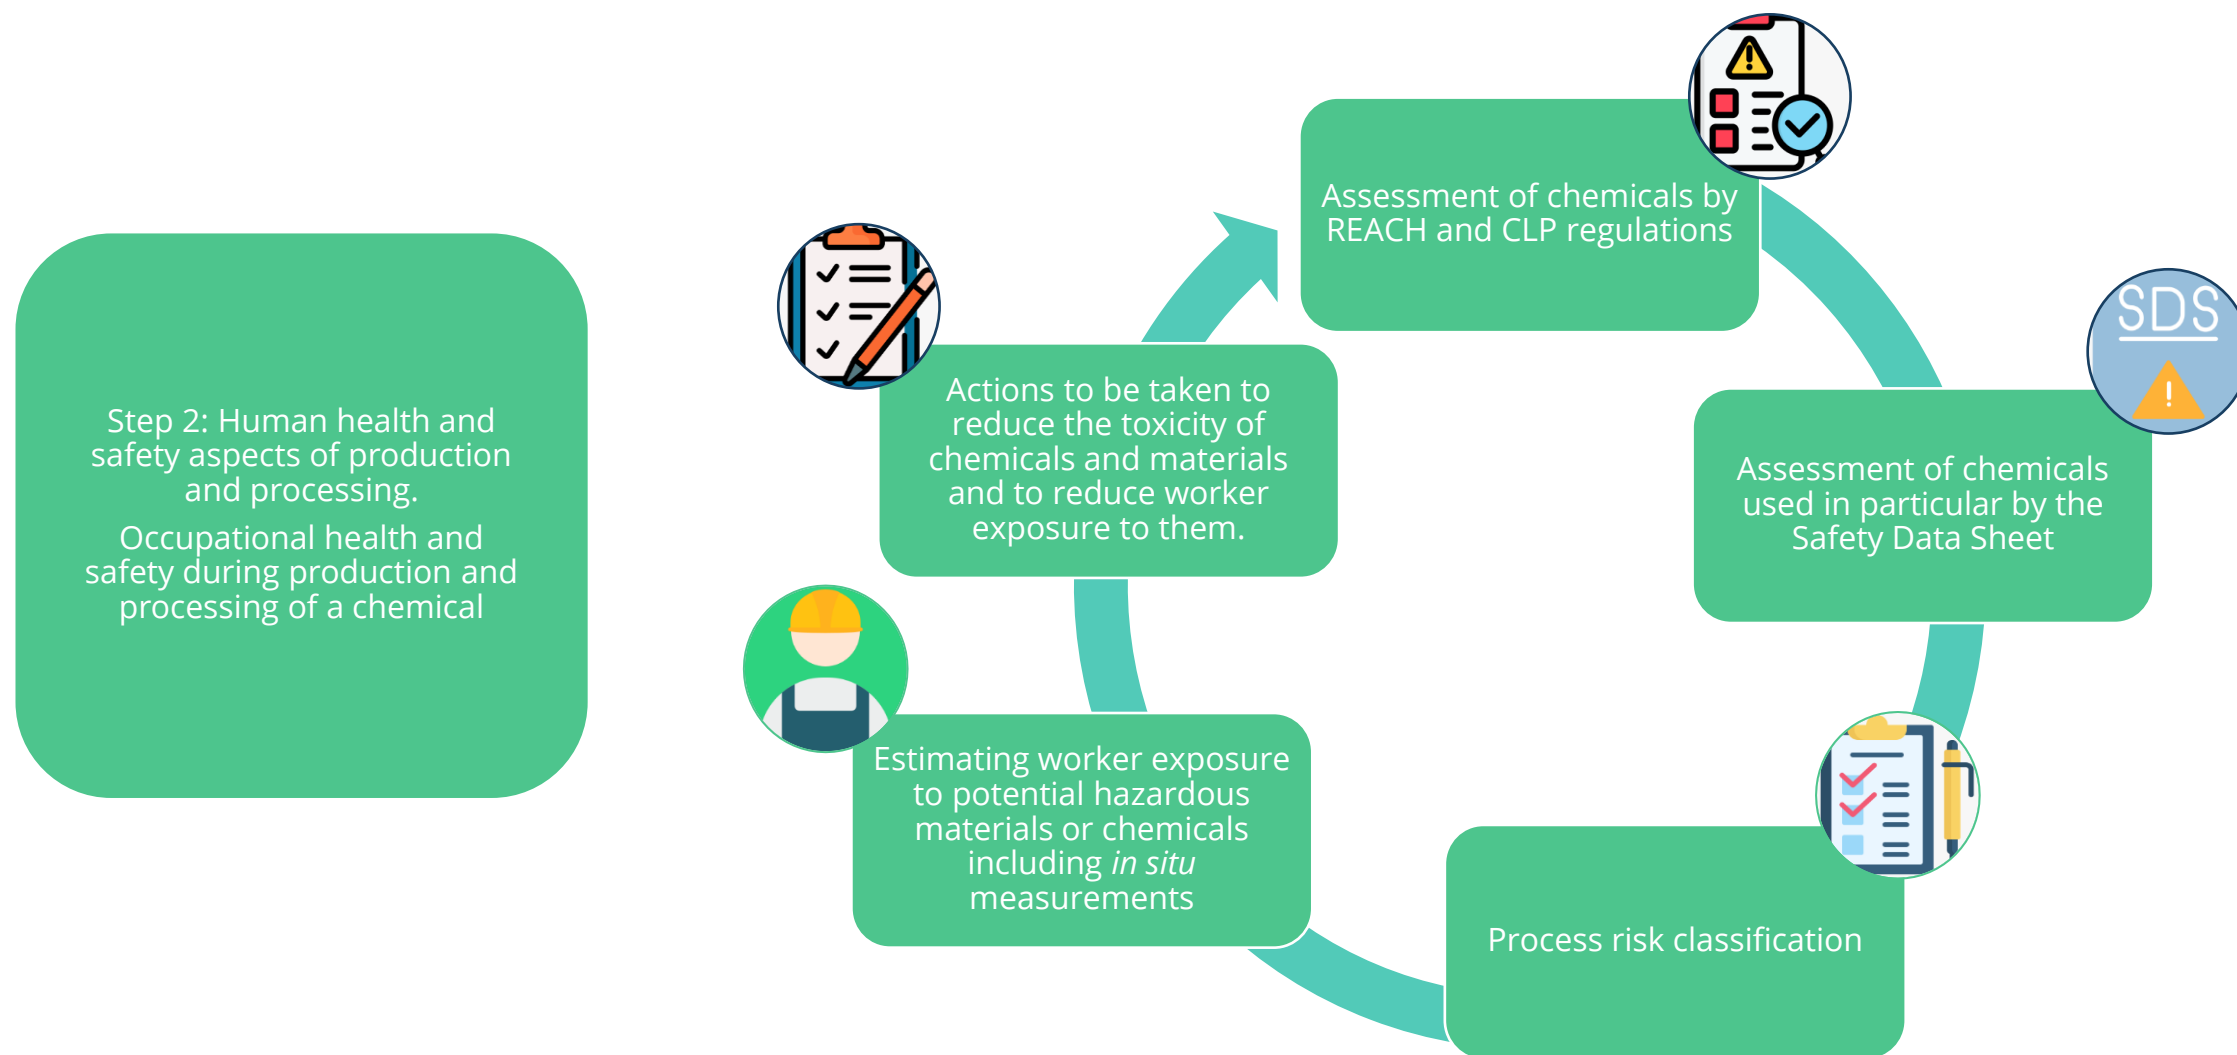 Step 2: Human health and
safety aspects of production
and processing.
Occupational health and
safety during production and
processing of a chemical
Assessment of chemicals by
REACH and CLP regulations
SDS
Assessment of chemicals
used in particular by the
Safety Data Sheet
Process risk classification
Estimating worker exposure
to potential hazardous
materials or chemicals
including in situ
measurements
Actions to be taken to
reduce the toxicity of
chemicals and materials
and to reduce worker
exposure to them.